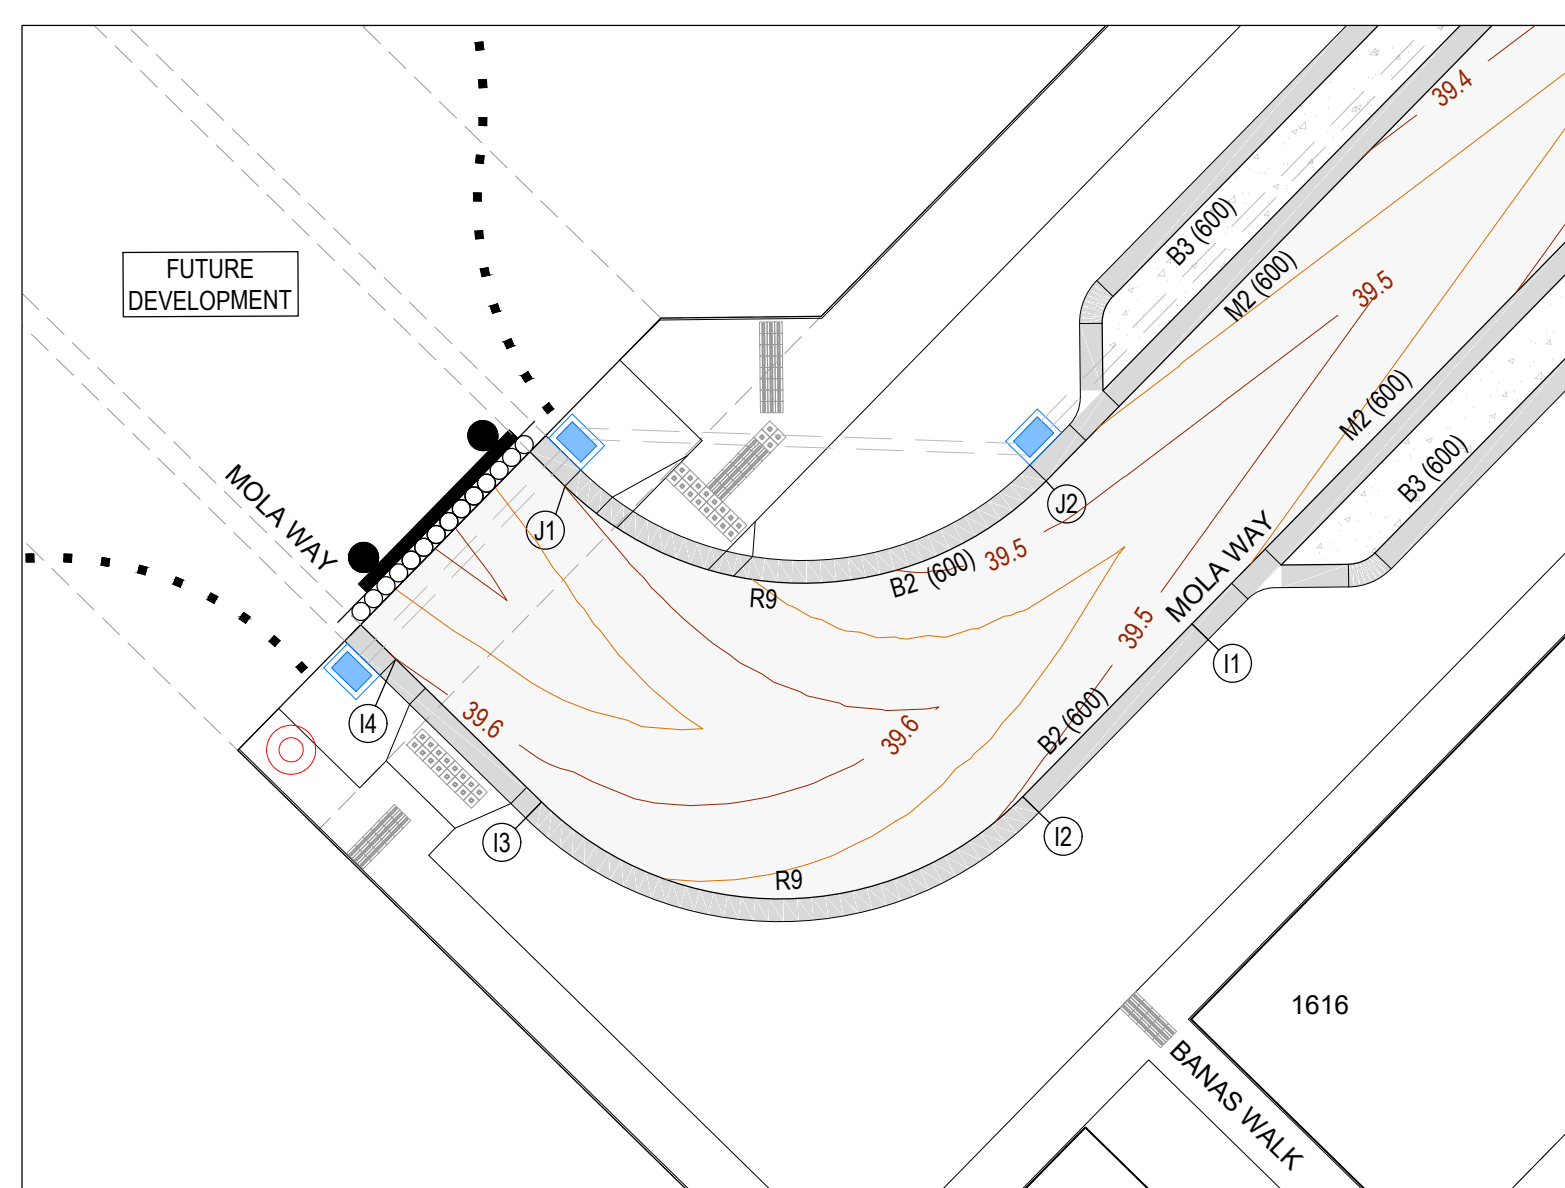 39.4
B3 (600)
FUTURE
DEVELOPMENT
M2 (600)
39.5
M2 (600)
B3 (600)
MOLA WAY
J1
J2
39.5
B2 (600)
R9
MOLA WAY
39.5
I1
39.6
I4
39.6
B2 (600)
I3
I2
R9
1616
BANAS WALK